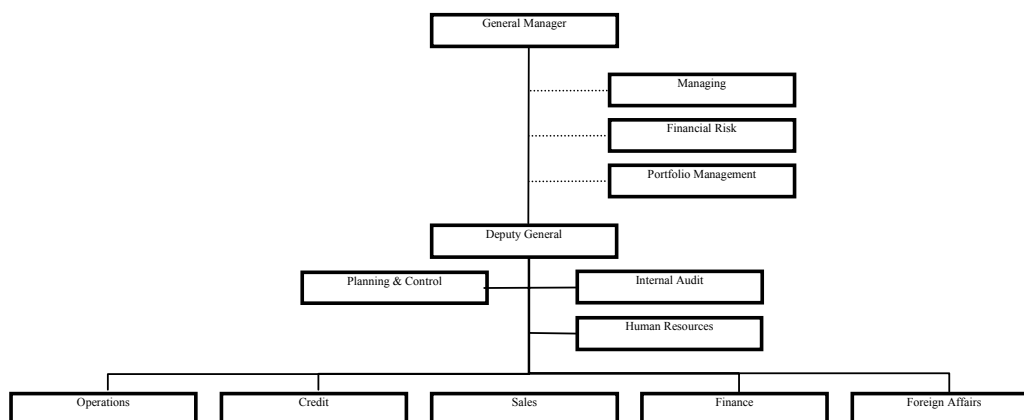 General Manager
Managing
Financial Risk
Portfolio Management
Deputy General
Planning & Control
Internal Audit
Human Resources
Operations
Credit
Sales
Finance
Foreign Affairs